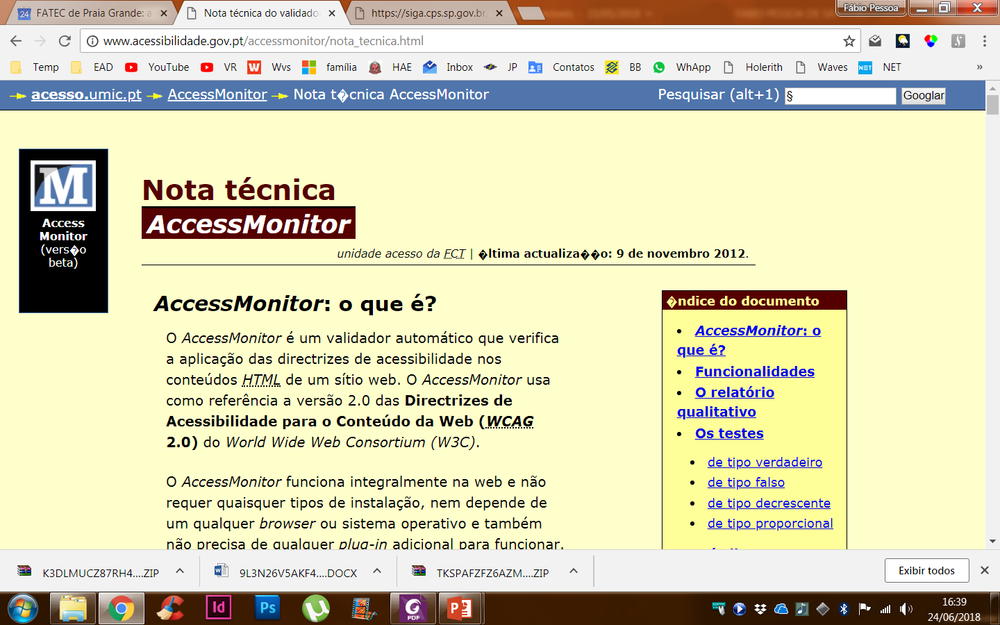 FATEC de Praia Grande: a
Nota técnica do validado
https://siga.cps.sp.gov.br
Fábio Pessoa
www.acessibilidade.gov.pt/accessmonitor/nota_tecnica.html
Temp EAD YouTube VR Wvs família HAE Inbox JP Contatos BB WhApp Holerith Waves NET »
acesso.umic.pt AccessMonitor Nota t�cnica AccessMonitor Pesquisar (alt+1) § Googlar
M
Access
Monitor
(vers�o
beta)
Nota técnica
AccessMonitor
unidade acesso da FCT | �ltima actualiza��o: 9 de novembro 2012.
AccessMonitor: o que é?
O AccessMonitor é um validador automático que verifica
a aplicação das directrizes de acessibilidade nos
conteúdos HTML de um sítio web. O AccessMonitor usa
como referência a versão 2.0 das Directrizes de
Acessibilidade para o Conteúdo da Web (WCAG
2.0) do World Wide Web Consortium (W3C).
O AccessMonitor funciona integralmente na web e não
requer quaisquer tipos de instalação, nem depende de
um qualquer browser ou sistema operativo e também
não precisa de qualquer plug-in adicional para funcionar.
�ndice do documento
• AccessMonitor: o
que é?
• Funcionalidades
• O relatório
qualitativo
• Os testes
• de tipo verdadeiro
• de tipo falso
• de tipo decrescente
• de tipo proporcional
K3DLMUCZ87RH4....ZIP
9L3N26V5AKF4....DOCX
TKSPAFZFZ6AZM....ZIP
Exibir todos
16:39
24/06/2018